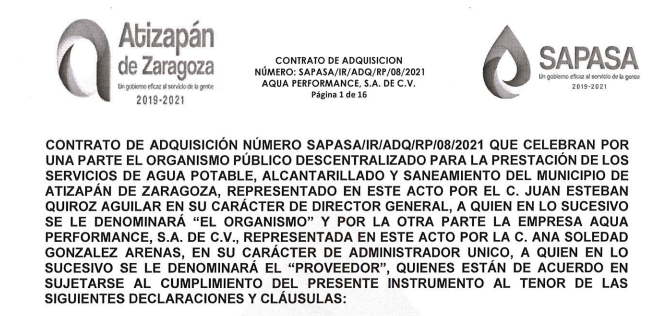 Atizapán
de Zaragoza
Un gobierno eficaz al servicio de la gente
2019-2021
CONTRATO DE ADQUISICION
NÚMERO: SAPASA/IR/ADQ/RP/08/2021
AQUA PERFORMANCE, S.A. DE C.V.
Página 1 de 16
SAPASA
Un gobierno eficaz al servicio de la gente
2019-2021
CONTRATO DE ADQUISICIÓN NÚMERO SAPASA/IR/ADQ/RP/08/2021 QUE CELEBRAN POR
UNA PARTE EL ORGANISMO PÚBLICO DESCENTRALIZADO PARA LA PRESTACIÓN DE LOS
SERVICIOS DE AGUA POTABLE, ALCANTARILLADO Y SANEAMIENTO DEL MUNICIPIO DE
ATIZAPÁN DE ZARAGOZA, REPRESENTADO EN ESTE ACTO POR EL C. JUAN ESTEBAN
QUIROZ AGUILAR EN SU CARÁCTER DE DIRECTOR GENERAL, A QUIEN EN LO SUCESIVO
SE LE DENOMINARÁ “EL ORGANISMO” Y POR LA OTRA PARTE LA EMPRESA AQUA
PERFORMANCE, S.A. DE C.V., REPRESENTADA EN ESTE ACTO POR LA C. ANA SOLEDAD
GONZALEZ ARENAS, EN SU CARÁCTER DE ADMINISTRADOR UNICO, A QUIEN EN LO
SUCESIVO SE LE DENOMINARÁ EL “PROVEEDOR”, QUIENES ESTÁN DE ACUERDO EN
SUJETARSE AL CUMPLIMIENTO DEL PRESENTE INSTRUMENTO AL TENOR DE LAS
SIGUIENTES DECLARACIONES Y CLÁUSULAS: